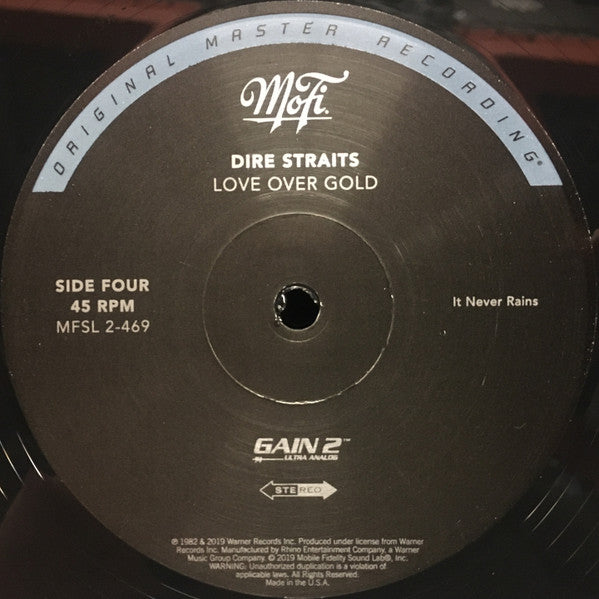 ORIGINAL MASTER RECORDING®
MoFi®
DIRE STRAITS
LOVE OVER GOLD
SIDE FOUR
45 RPM
MFSL 2-469
It Never Rains
GAIN 2™
ULTRA ANALOG
STEREO
℗ 1982 & 2019 Warner Records Inc. Produced under license from Warner
Records Inc. Manufactured by Rhino Entertainment Company, a Warner
Music Group Company. © 2019 Mobile Fidelity Sound Lab®, Inc.
WARNING: Unauthorized duplication is a violation of
applicable laws. All Rights Reserved.
Made in the U.S.A.